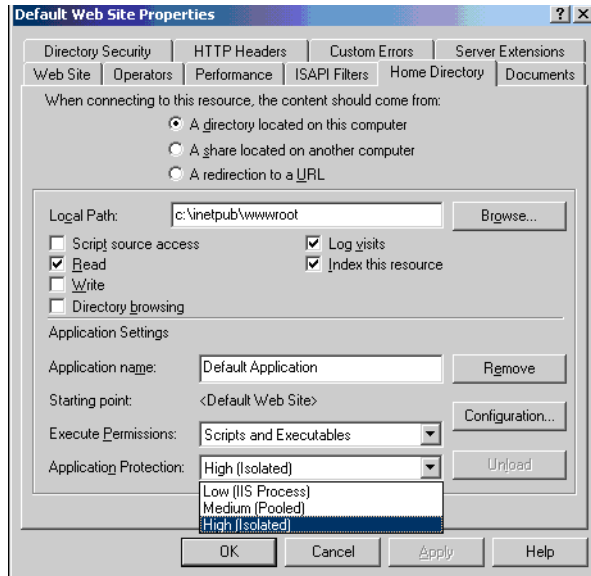 Default Web Site Properties
Directory Security HTTP Headers Custom Errors Server Extensions
Web Site Operators Performance ISAPI Filters Home Directory Documents
When connecting to this resource, the content should come from:
A directory located on this computer
A share located on another computer
A redirection to a URL
Local Path: c:\inetpub\wwwroot Browse...
Script source access Log visits
Read Index this resource
Write
Directory browsing
Application Settings
Application name: Default Application Remove
Starting point: <Default Web Site>
Configuration...
Execute Permissions: Scripts and Executables
Application Protection: High (Isolated) Unload
Low (IIS Process)
Medium (Pooled)
High (Isolated)
OK Cancel Apply Help